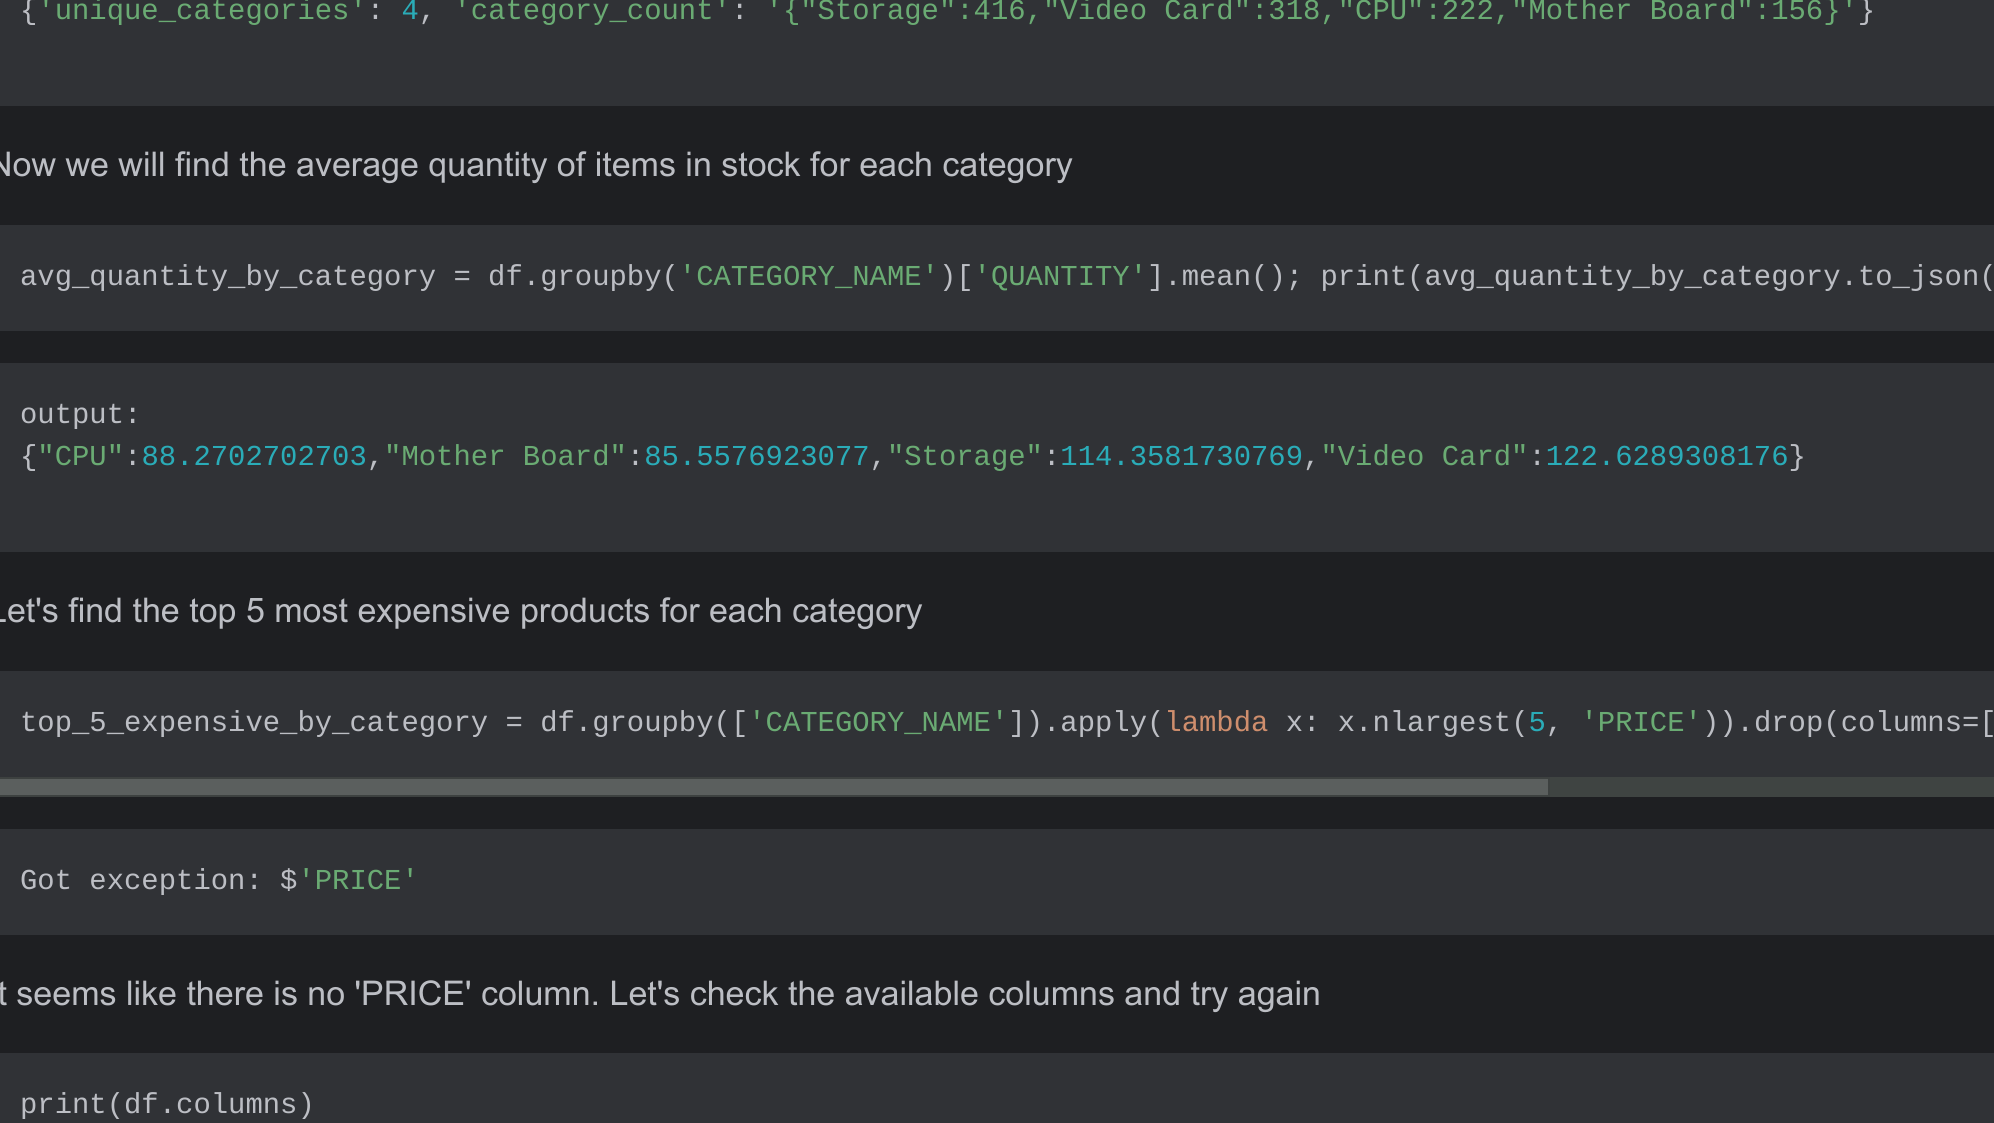 {'unique_categories': 4, 'category_count': '{"Storage":416,"Video Card":318,"CPU":222,"Mother Board":156}'}
Now we will find the average quantity of items in stock for each category
avg_quantity_by_category = df.groupby('CATEGORY_NAME')['QUANTITY'].mean(); print(avg_quantity_by_category.to_json(
output:
{"CPU":88.2702702703,"Mother Board":85.5576923077,"Storage":114.3581730769,"Video Card":122.6289308176}
Let's find the top 5 most expensive products for each category
top_5_expensive_by_category = df.groupby(['CATEGORY_NAME']).apply(lambda x: x.nlargest(5, 'PRICE')).drop(columns=[
Got exception: $'PRICE'
t seems like there is no 'PRICE' column. Let's check the available columns and try again
print(df.columns)